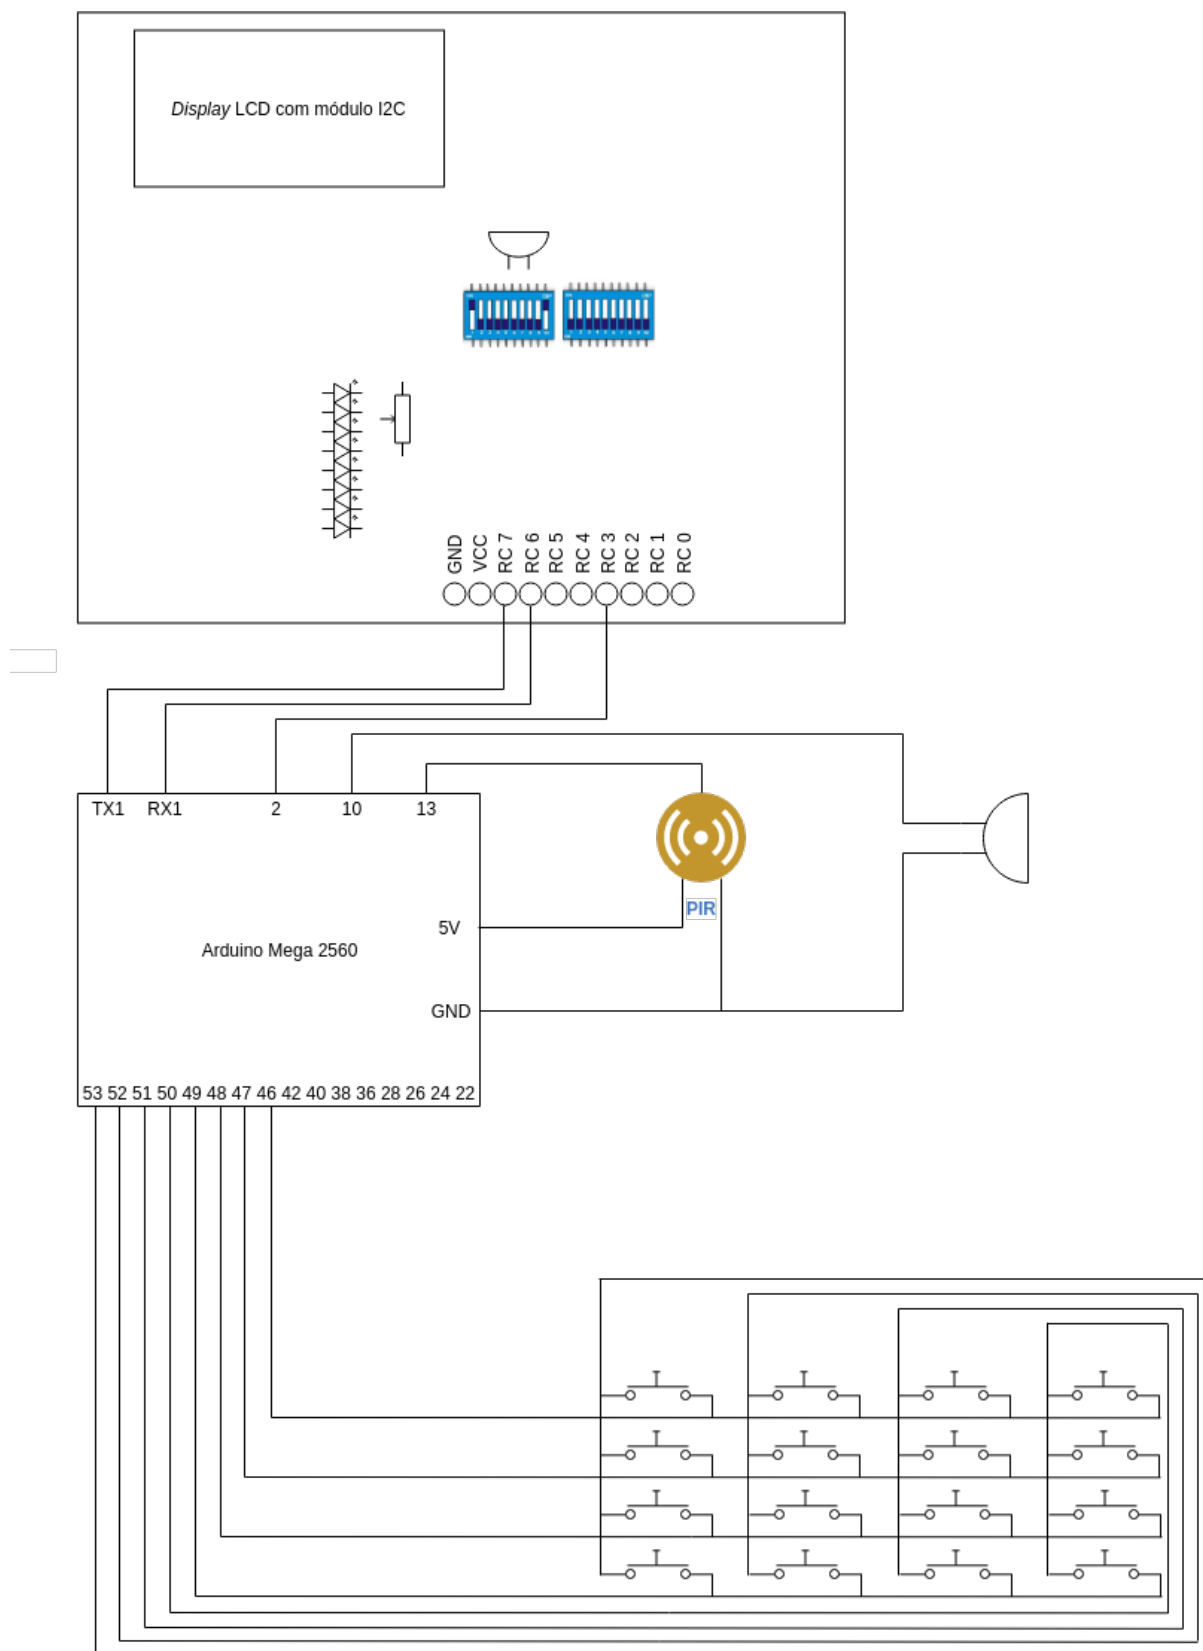 Display LCD com módulo I2C
GND VCC RC 7 RC 6 RC 5 RC 4 RC 3 RC 2 RC 1 RC 0
TX1 RX1 2 10 13
PIR
5V
Arduino Mega 2560
GND
53 52 51 50 49 48 47 46 42 40 38 36 28 26 24 22